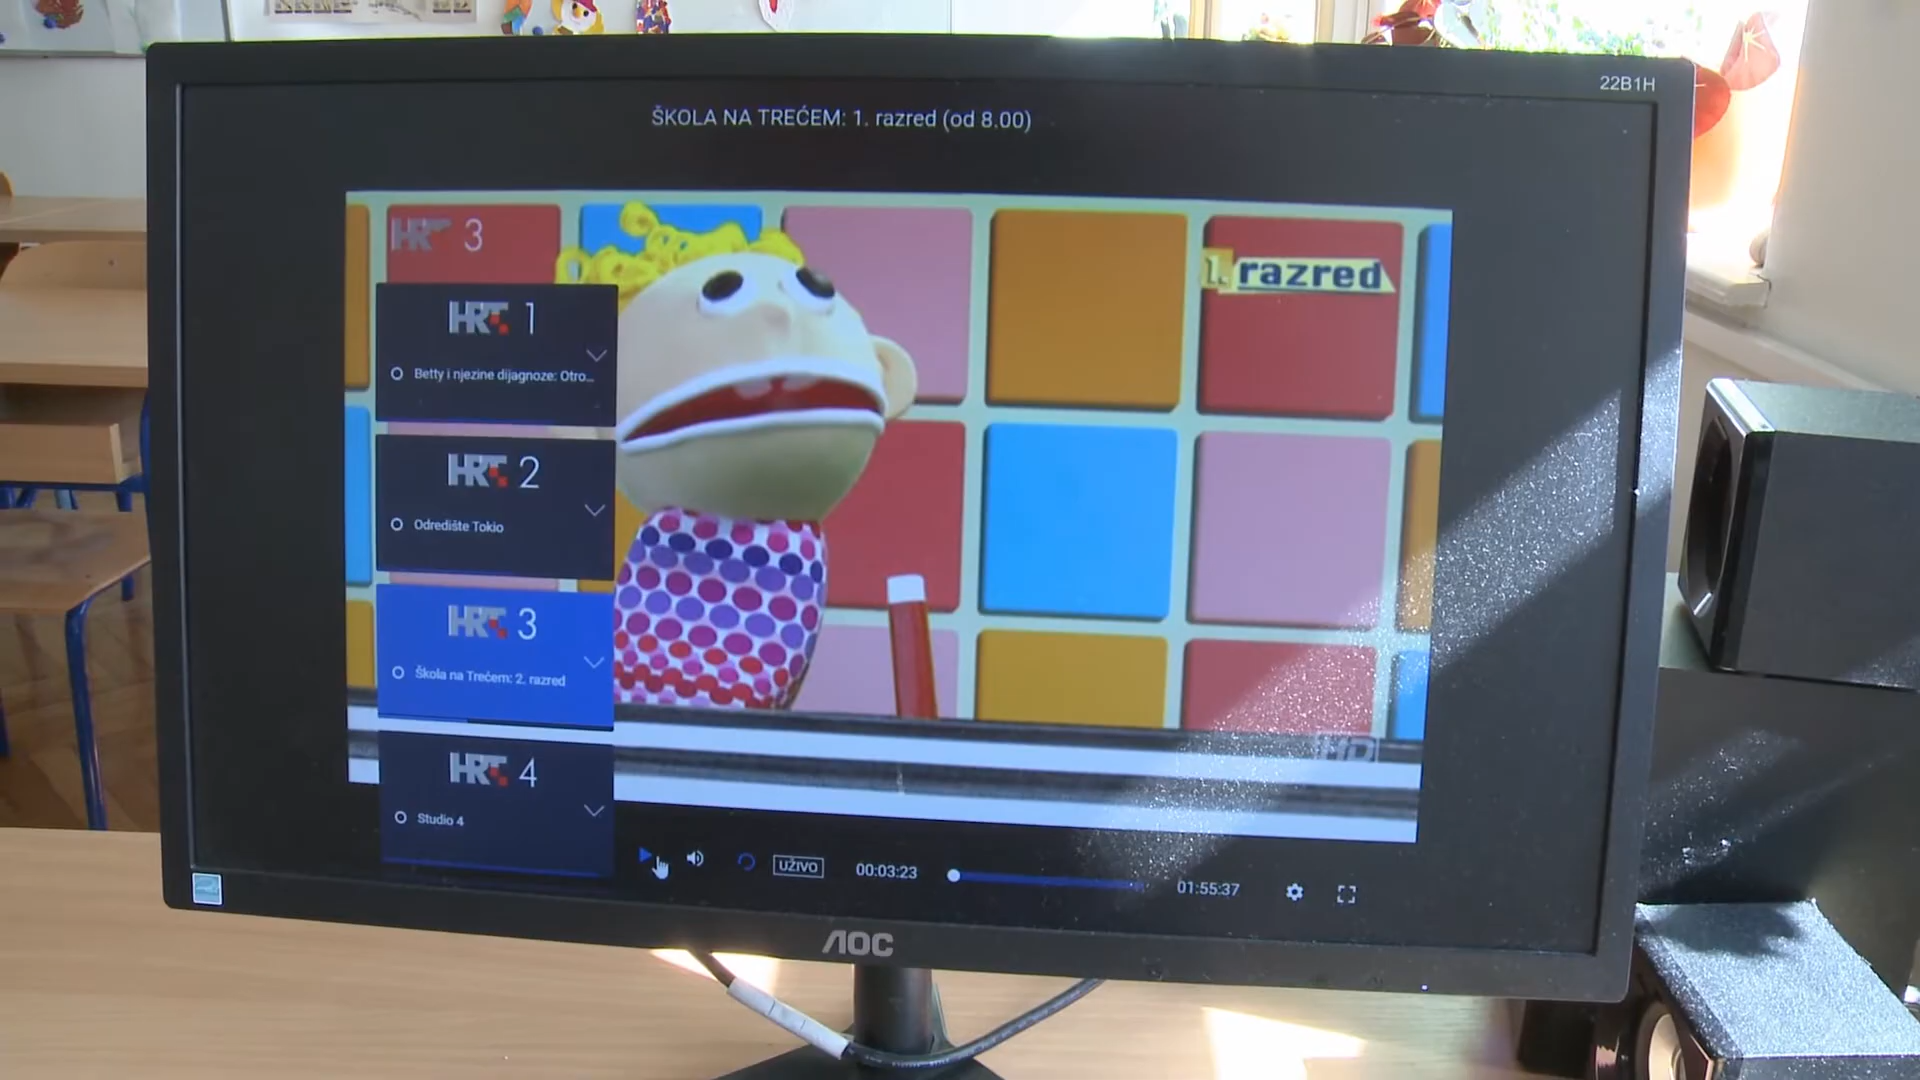 22B1H
ŠKOLA NA TREĆEM: 1. razred (od 8.00)
HRT 3
1. razred
HRT 1
Betty i njezine dijagnoze: Otro...
HRT 2
Odredište Tokio
HRT 3
Škola na Trećem: 2. razred
HRT 4
Studio 4
HD
UŽIVO
00:03:23
01:55:37
AOC